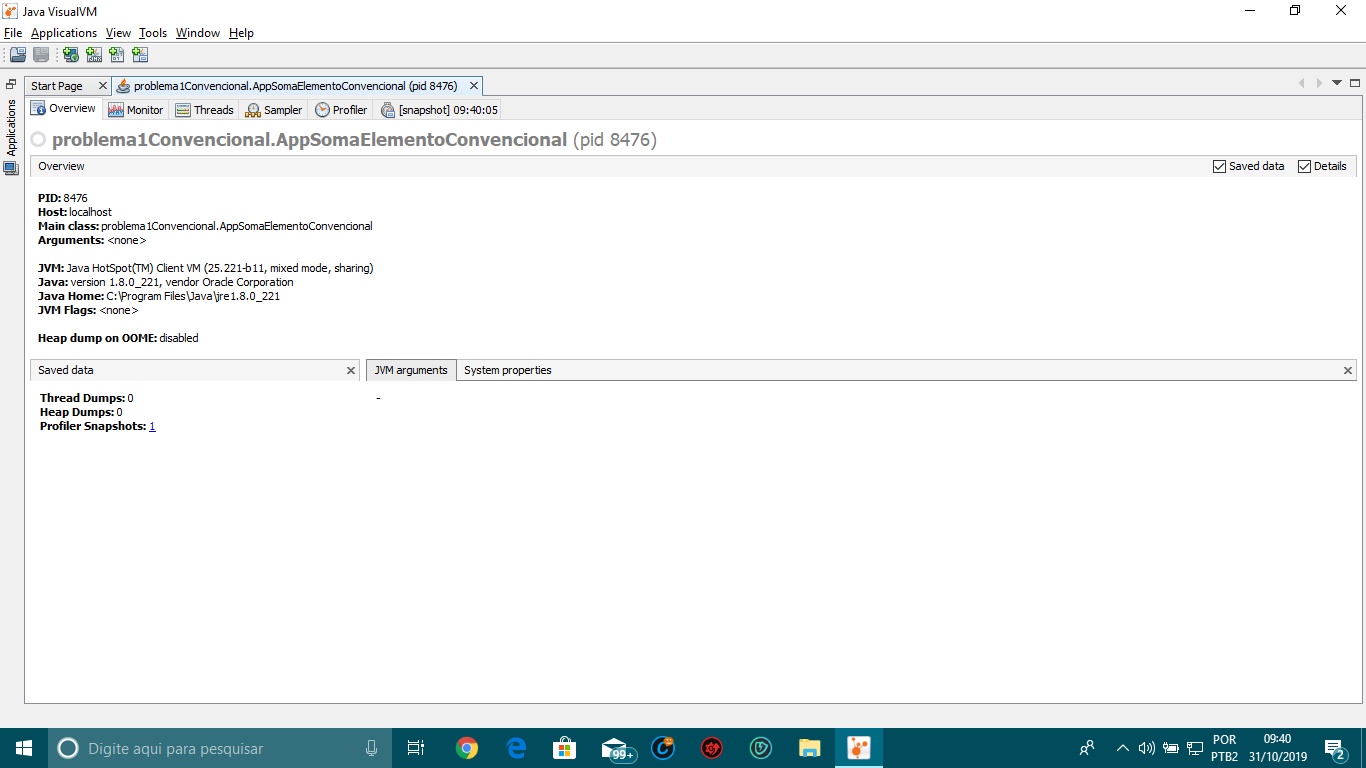 Java VisualVM
File Applications View Tools Window Help
Start Page problema1Convencional.AppSomaElementoConvencional (pid 8476)
Applications
Overview Monitor Threads Sampler Profiler [snapshot] 09:40:05
problema1Convencional.AppSomaElementoConvencional (pid 8476)
Overview Saved data Details
PID: 8476
Host: localhost
Main class: problema1Convencional.AppSomaElementoConvencional
Arguments: <none>
JVM: Java HotSpot(TM) Client VM (25.221-b11, mixed mode, sharing)
Java: version 1.8.0_221, vendor Oracle Corporation
Java Home: C:\Program Files\Java\jre1.8.0_221
JVM Flags: <none>
Heap dump on OOME: disabled
Saved data JVM arguments System properties
Thread Dumps: 0 -
Heap Dumps: 0
Profiler Snapshots: 1
Digite aqui para pesquisar 99+ POR 09:40
PTB2 31/10/2019 2